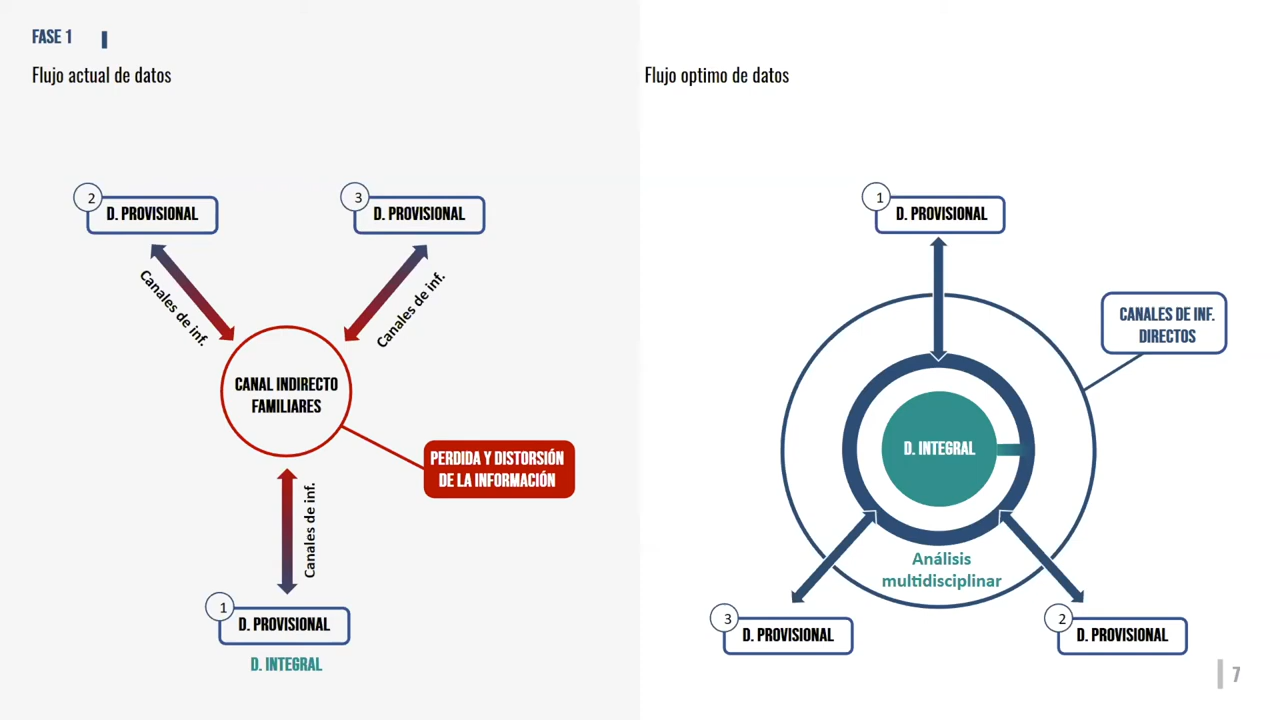 FASE 1
Flujo actual de datos
2
D. PROVISIONAL
3
D. PROVISIONAL
Canales de inf.
Canales de inf.
CANAL INDIRECTO
FAMILIARES
PERDIDA Y DISTORSIÓN
DE LA INFORMACIÓN
Canales de inf.
1
D. PROVISIONAL
D. INTEGRAL
Flujo optimo de datos
1
D. PROVISIONAL
CANALES DE INF.
DIRECTOS
D. INTEGRAL
Análisis
multidisciplinar
3
D. PROVISIONAL
2
D. PROVISIONAL
7